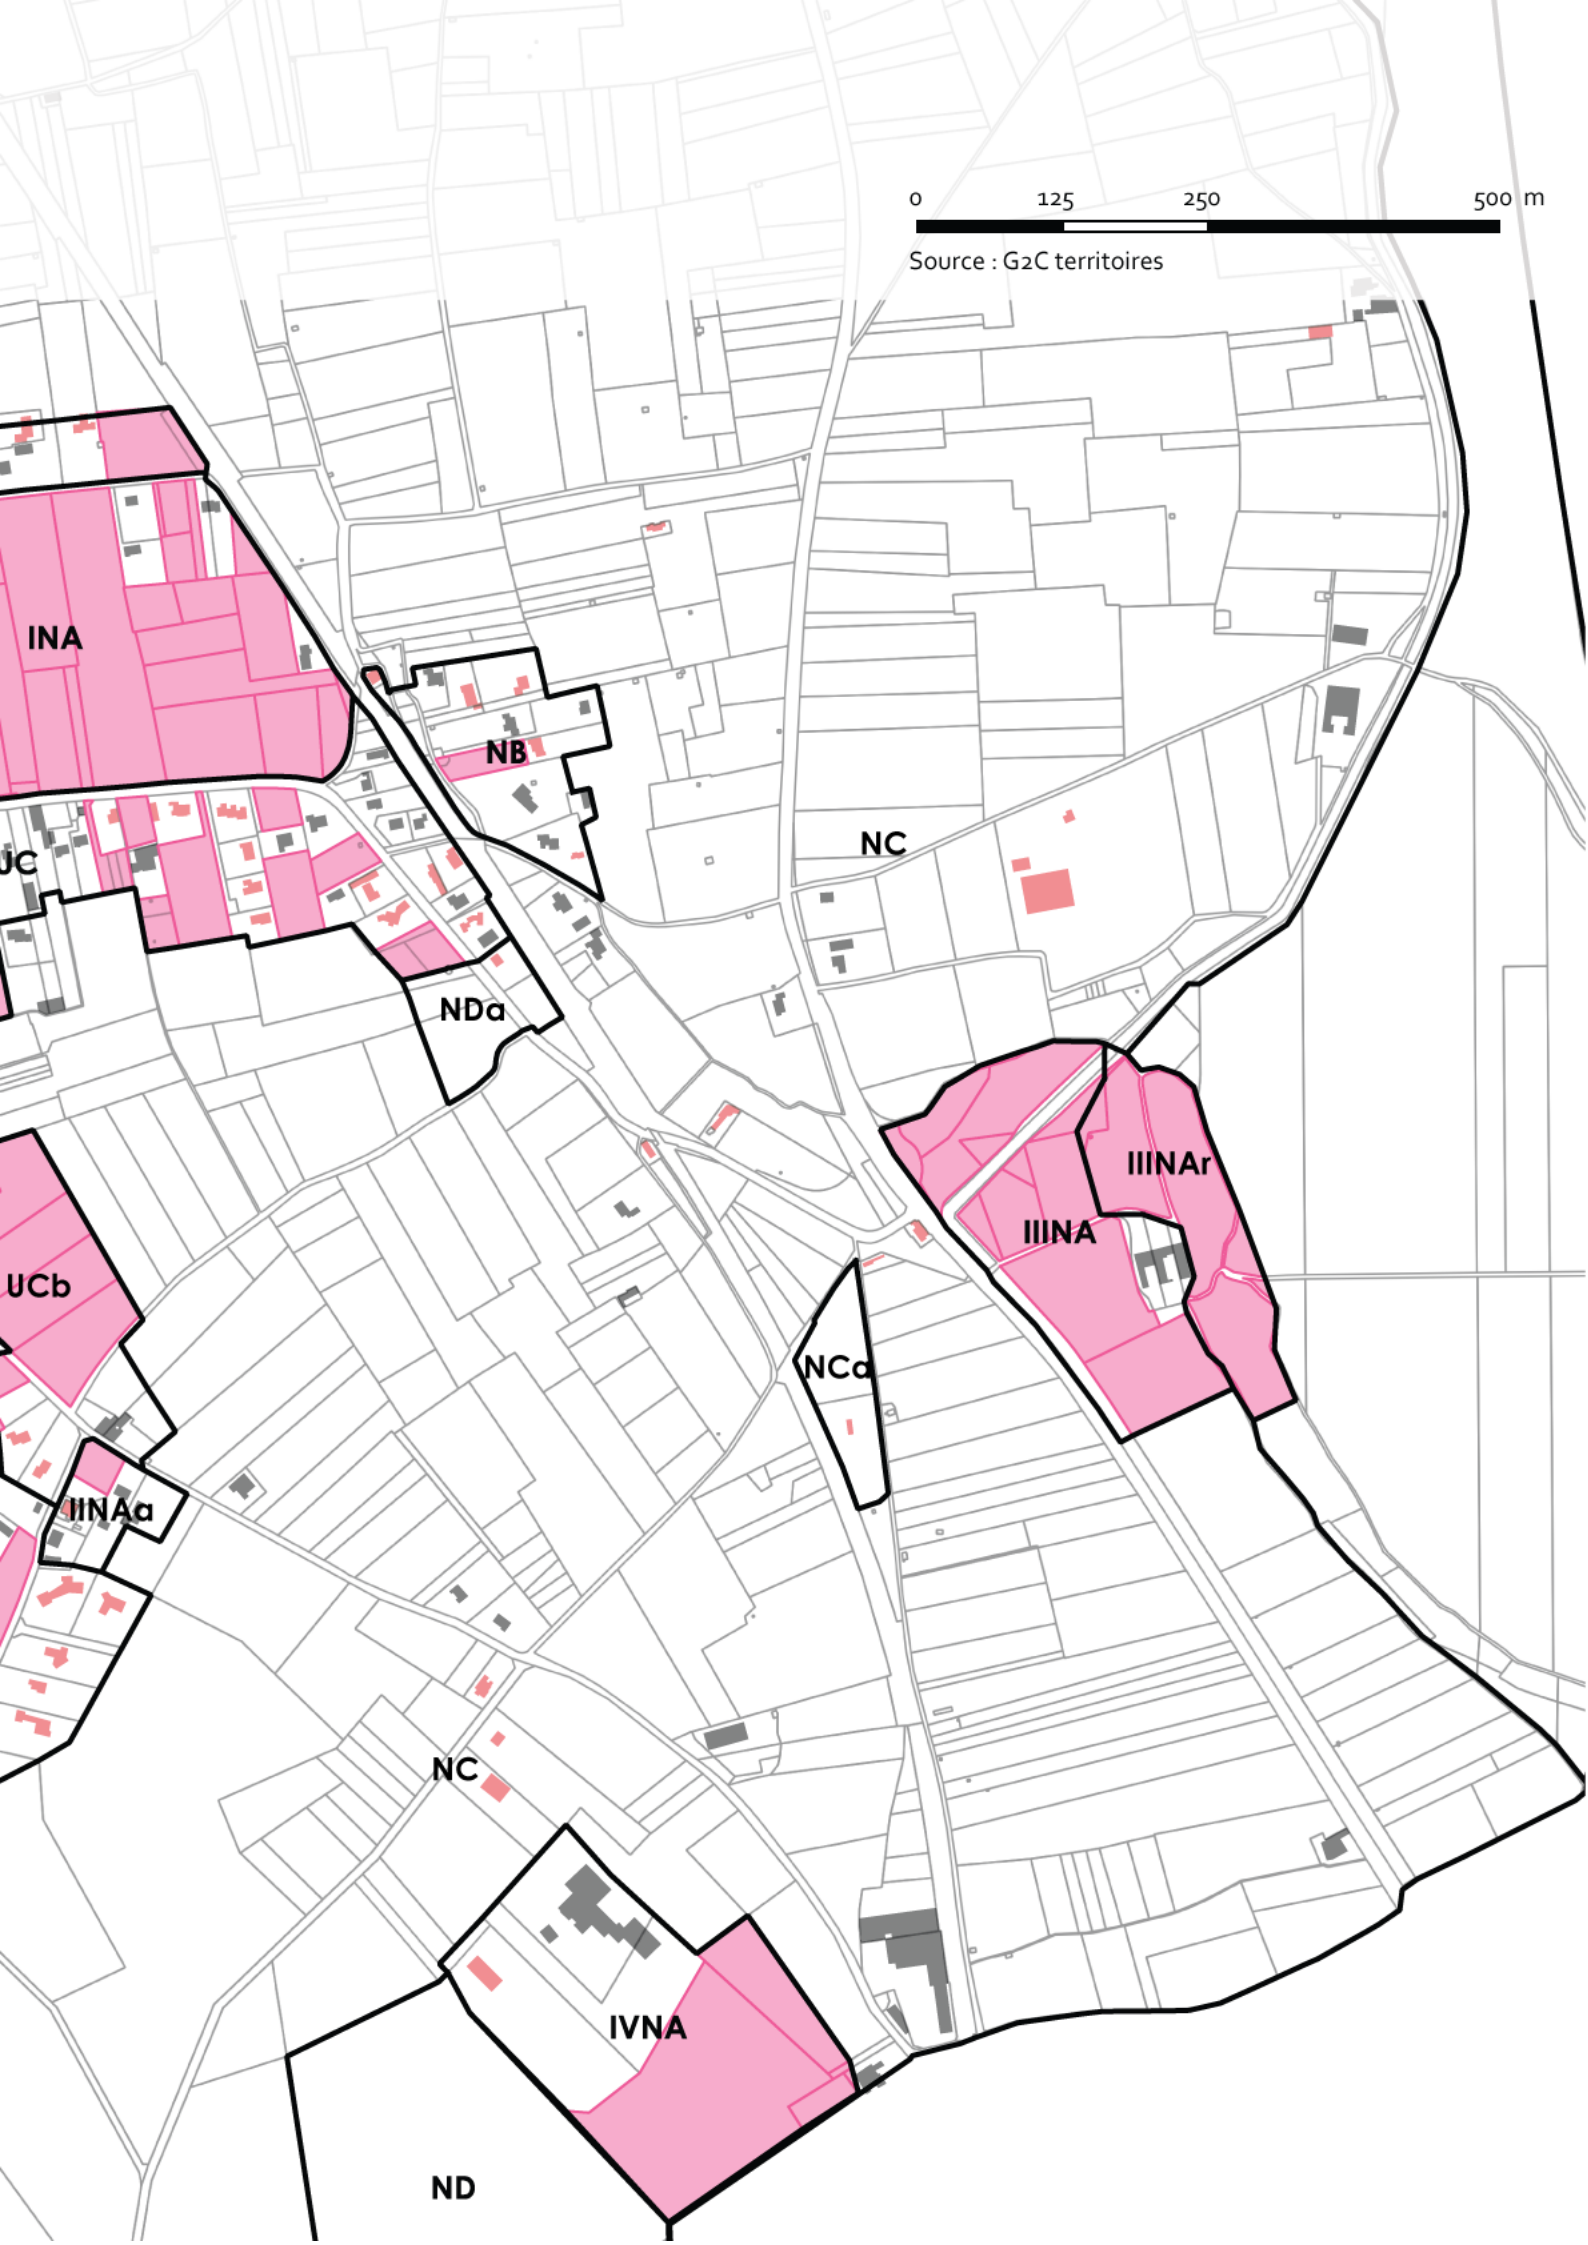 0 125 250 500 m
Source : G2C territoires
INA
NB
NC
UC
NDa
IIINAr
IIINA
UCb
NCa
IINAa
NC
IVNA
ND